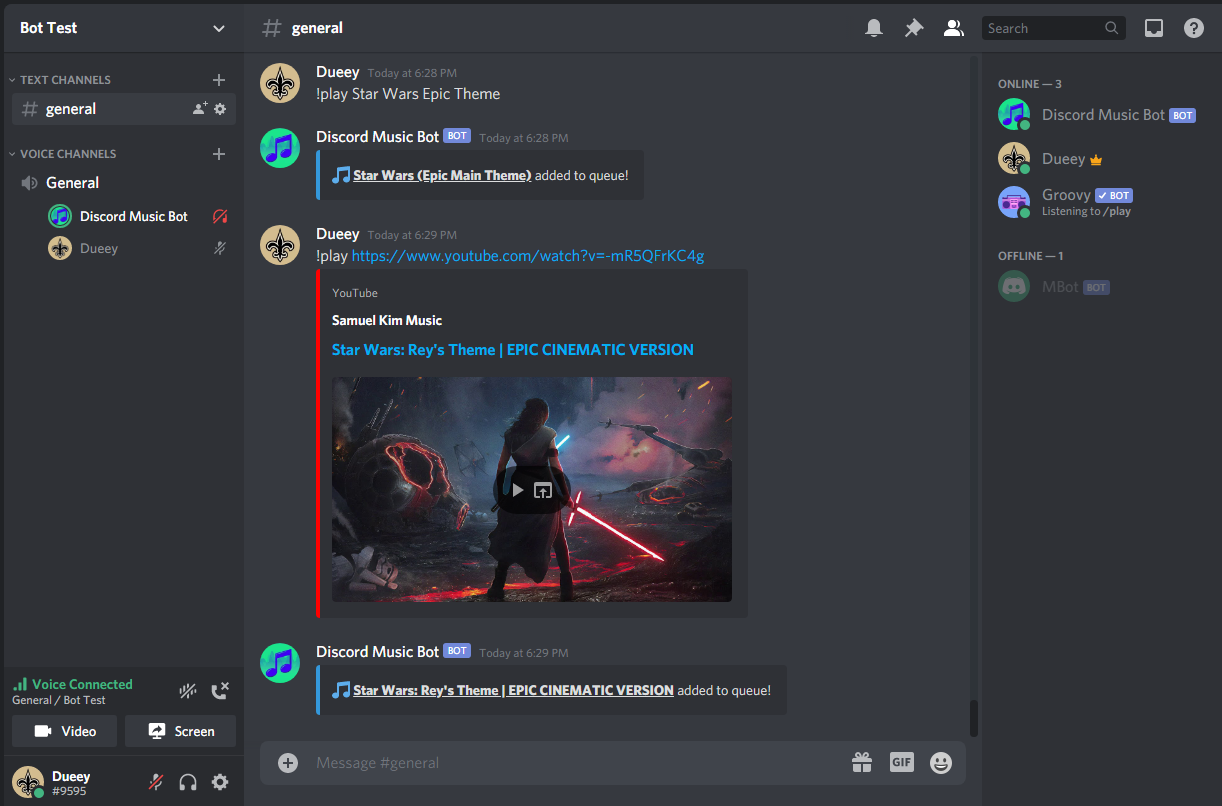 Bot Test
TEXT CHANNELS
general
VOICE CHANNELS
General
Discord Music Bot
Dueey
Voice Connected
General / Bot Test
Video
Screen
Dueey
#9595
# general
Search
Dueey Today at 6:28 PM
!play Star Wars Epic Theme
Discord Music Bot BOT Today at 6:28 PM
Star Wars (Epic Main Theme) added to queue!
Dueey Today at 6:29 PM
!play https://www.youtube.com/watch?v=-mR5QFrKC4g
YouTube
Samuel Kim Music
Star Wars: Rey's Theme | EPIC CINEMATIC VERSION
Discord Music Bot BOT Today at 6:29 PM
Star Wars: Rey's Theme | EPIC CINEMATIC VERSION added to queue!
Message #general
GIF
ONLINE — 3
Discord Music Bot BOT
Dueey
Groovy BOT
Listening to /play
OFFLINE — 1
MBot BOT